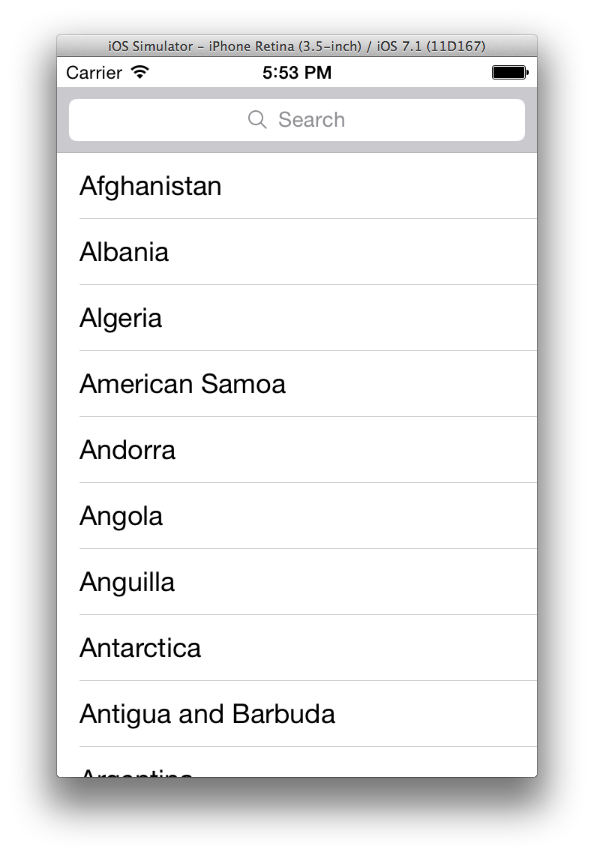 iOS Simulator – iPhone Retina (3.5-inch) / iOS 7.1 (11D167)
Carrier 5:53 PM
Search
Afghanistan
Albania
Algeria
American Samoa
Andorra
Angola
Anguilla
Antarctica
Antigua and Barbuda
Argentina